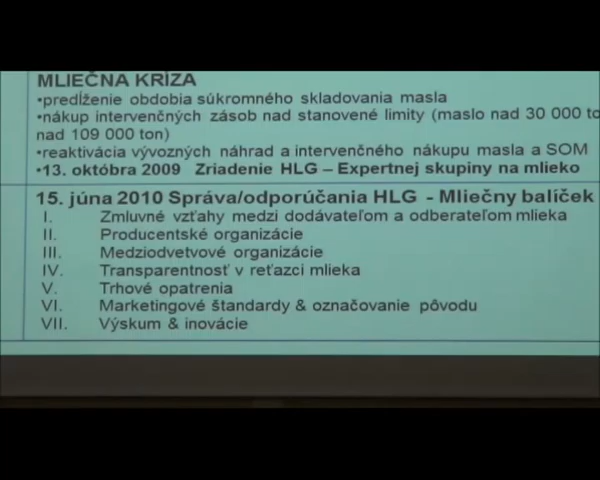 MLIEČNA KRÍZA
•predĺženie obdobia súkromného skladovania masla
•nákup intervenčných zásob nad stanovené limity (maslo nad 30 000 to
nad 109 000 ton)
•reaktivácia vývozných náhrad a intervenčného nákupu masla a SOM
•13. októbra 2009 Zriadenie HLG – Expertnej skupiny na mlieko
15. júna 2010 Správa/odporúčania HLG - Mliečny balíček
I. Zmluvné vzťahy medzi dodávateľom a odberateľom mlieka
II. Producentské organizácie
III. Medziodvetvové organizácie
IV. Transparentnosť v reťazci mlieka
V. Trhové opatrenia
VI. Marketingové štandardy & označovanie pôvodu
VII. Výskum & inovácie